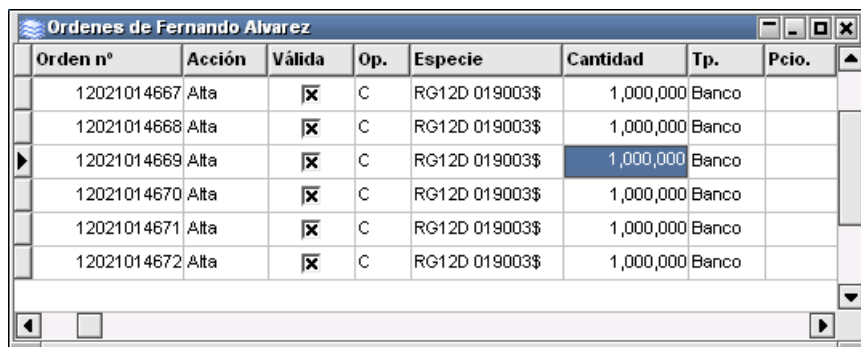 Ordenes de Fernando Alvarez
Orden nº Acción Válida Op. Especie Cantidad Tp. Pcio.
12021014667 Alta C RG12D 019003$ 1,000,000 Banco
12021014668 Alta C RG12D 019003$ 1,000,000 Banco
12021014669 Alta C RG12D 019003$ 1,000,000 Banco
12021014670 Alta C RG12D 019003$ 1,000,000 Banco
12021014671 Alta C RG12D 019003$ 1,000,000 Banco
12021014672 Alta C RG12D 019003$ 1,000,000 Banco